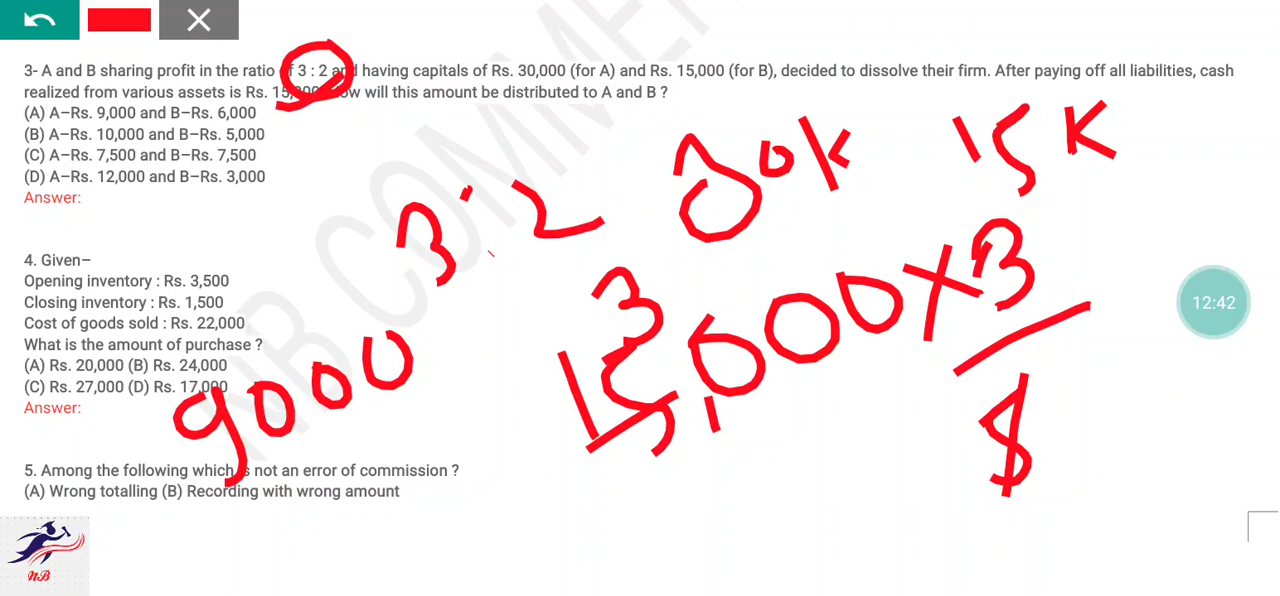 3- A and B sharing profit in the ratio of 3 : 2 and having capitals of Rs. 30,000 (for A) and Rs. 15,000 (for B), decided to dissolve their firm. After paying off all liabilities, cash
realized from various assets is Rs. 15,000. How will this amount be distributed to A and B ?
(A) A–Rs. 9,000 and B–Rs. 6,000
(B) A–Rs. 10,000 and B–Rs. 5,000
(C) A–Rs. 7,500 and B–Rs. 7,500
(D) A–Rs. 12,000 and B–Rs. 3,000
Answer:
30k 15K
3:2
4. Given–
Opening inventory : Rs. 3,500
Closing inventory : Rs. 1,500
Cost of goods sold : Rs. 22,000
What is the amount of purchase ?
(A) Rs. 20,000 (B) Rs. 24,000
(C) Rs. 27,000 (D) Rs. 17,000
Answer:
3
15,000 x 3
5
9000
12:42
5. Among the following which is not an error of commission ?
(A) Wrong totalling (B) Recording with wrong amount
NB
NB COMMER